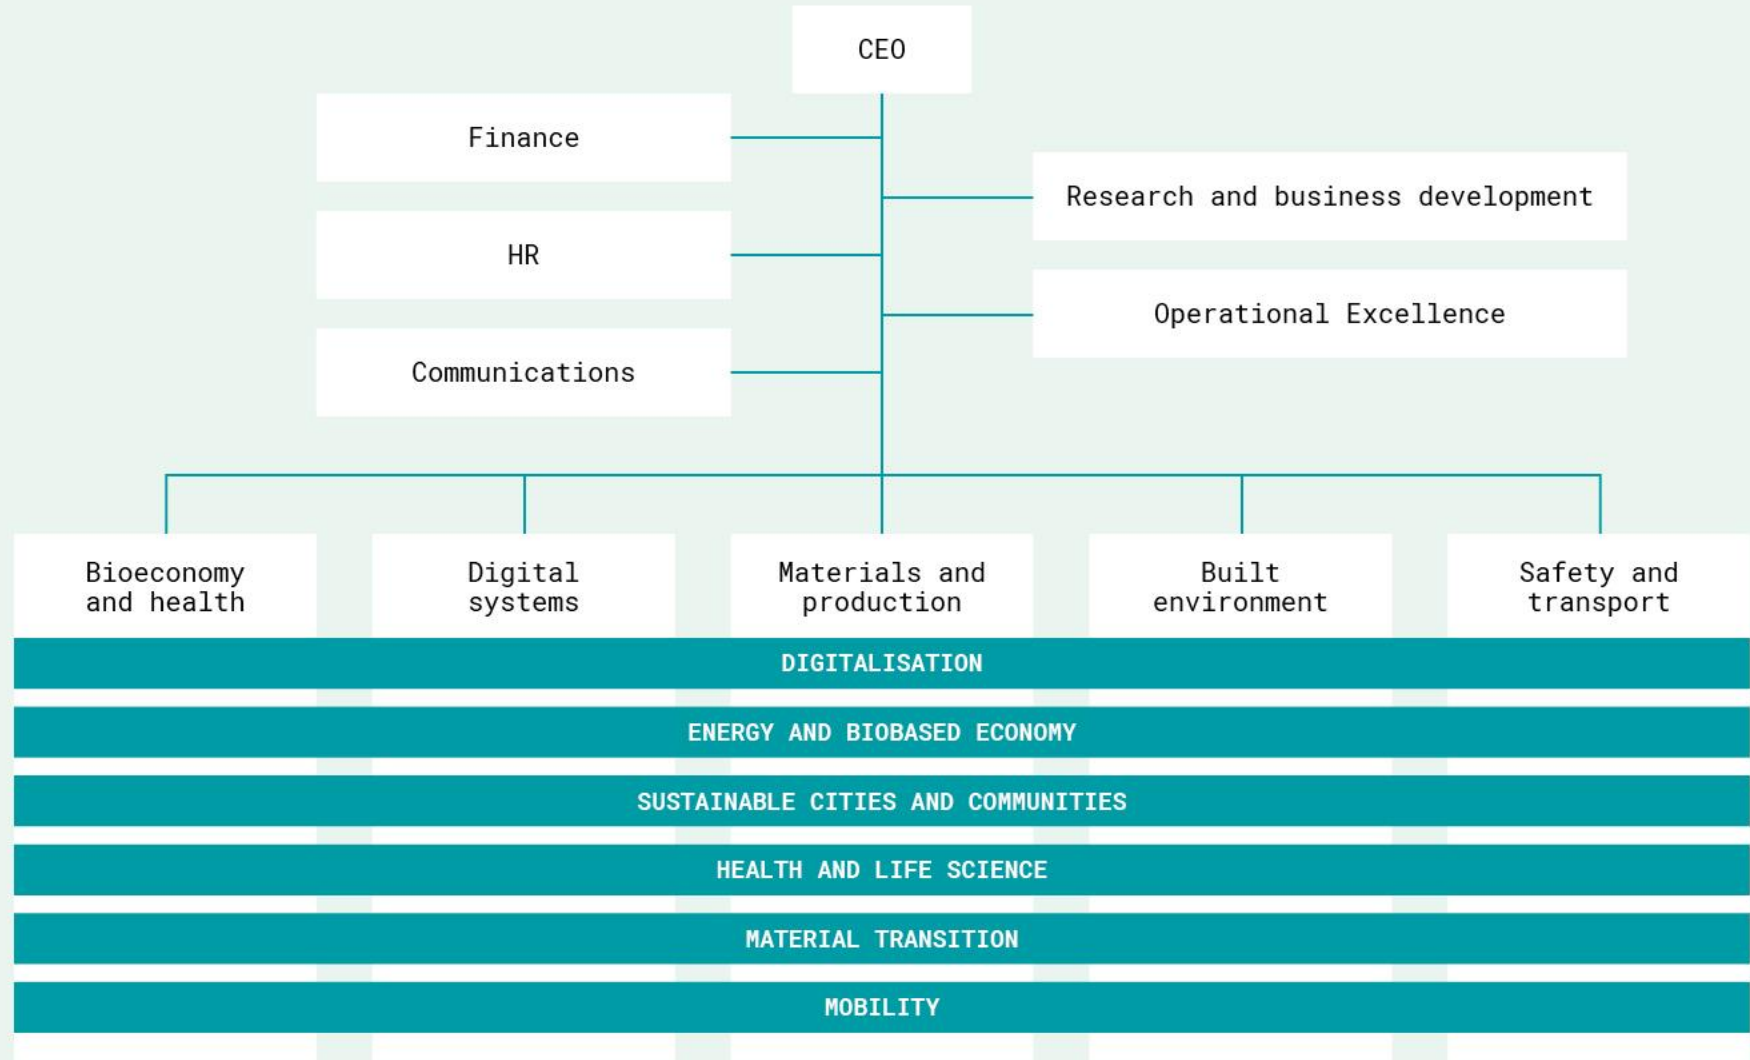 CEO
Finance
Research and business development
HR
Operational Excellence
Communications
Bioeconomy
and health
Digital
systems
Materials and
production
Built
environment
Safety and
transport
DIGITALISATION
ENERGY AND BIOBASED ECONOMY
SUSTAINABLE CITIES AND COMMUNITIES
HEALTH AND LIFE SCIENCE
MATERIAL TRANSITION
MOBILITY